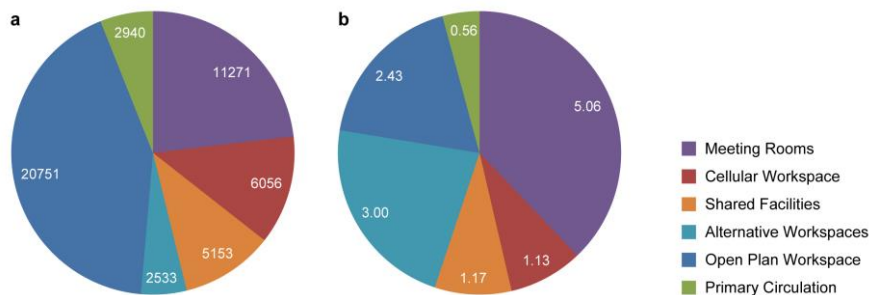 a
2940
11271
20751
6056
2533
5153
b
0.56
2.43
5.06
3.00
1.17
1.13
Meeting Rooms
Cellular Workspace
Shared Facilities
Alternative Workspaces
Open Plan Workspace
Primary Circulation